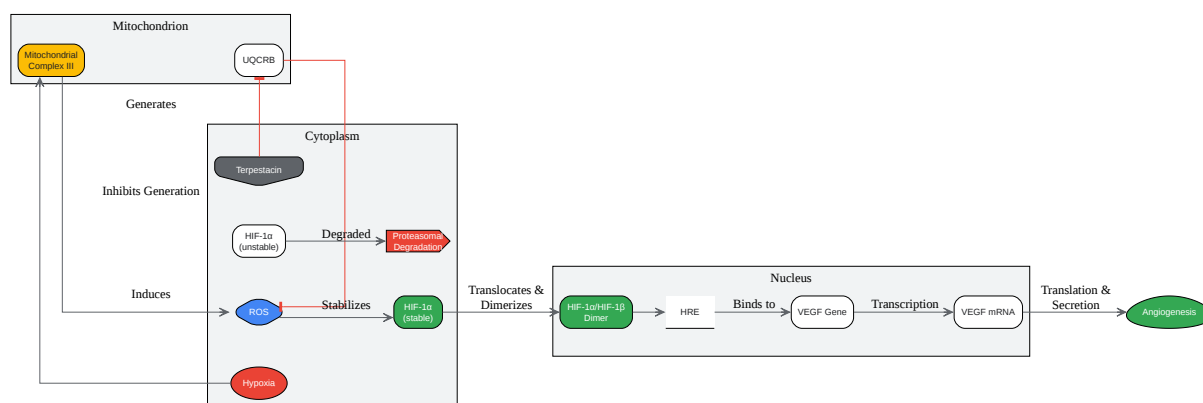 Mitochondrion
Mitochondrial
Complex III
UQCRB
Generates
Cytoplasm
Terpestacin
Inhibits Generation
HIF-1α
(unstable)
Degraded
Proteasomal
Degradation
Induces
ROS
Stabilizes
HIF-1α
(stable)
Translocates &
Dimerizes
Nucleus
HIF-1α/HIF-1β
Dimer
HRE
Binds to
VEGF Gene
Transcription
VEGF mRNA
Translation &
Secretion
Angiogenesis
Hypoxia